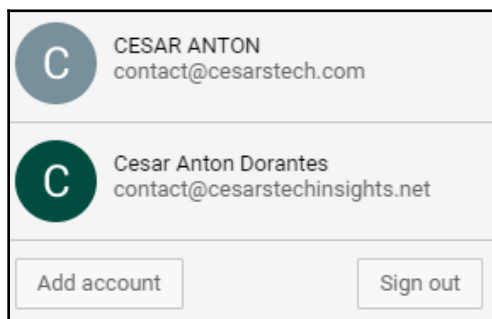 C
CESAR ANTON
contact@cesarstech.com
C
Cesar Anton Dorantes
contact@cesarstechinsights.net
Add account
Sign out